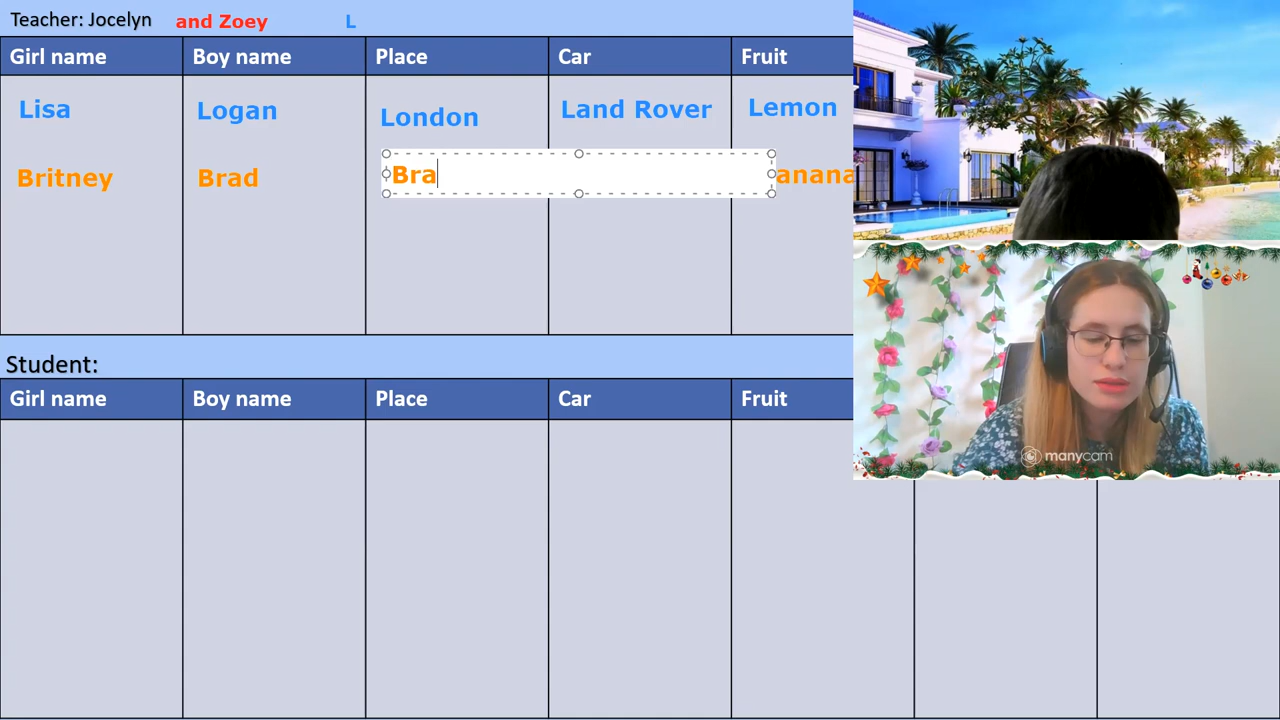 Teacher: Jocelyn and Zoey L
Girl name Boy name Place Car Fruit
Lisa Logan London Land Rover Lemon
Britney Brad Bra anana
Student:
Girl name Boy name Place Car Fruit
manycam